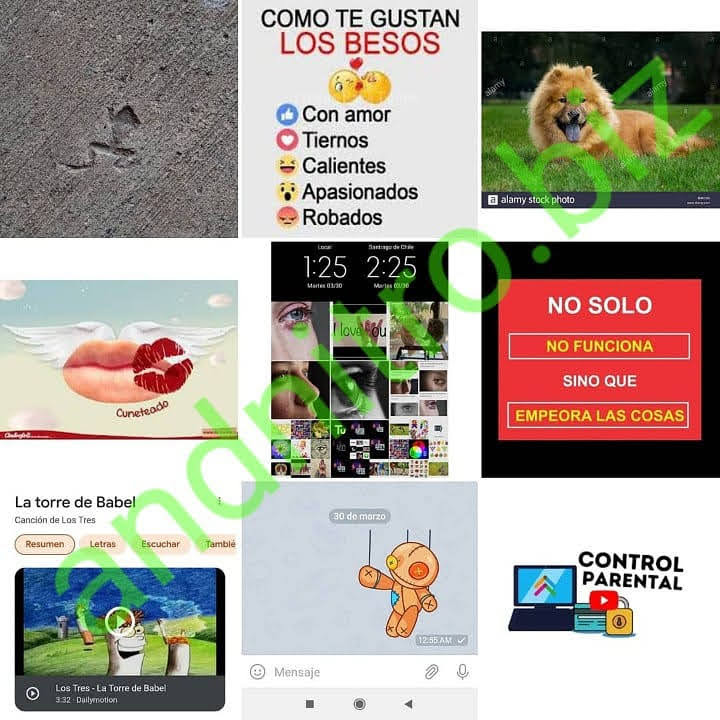 COMO TE GUSTAN
LOS BESOS
Con amor
Tiernos
Calientes
Apasionados
Robados
alamy
alamy stock photo
Cuneteado
Local
Santiago de Chile
1:25
2:25
Martes 03/30
Martes 03/30
I love you
Tu
NO SOLO
NO FUNCIONA
SINO QUE
EMPEORA LAS COSAS
La torre de Babel
Canción de Los Tres
Resumen
Letras
Escuchar
Tambié
Los Tres - La Torre de Babel
3:32 · Dailymotion
30 de marzo
12:55 AM
Mensaje
CONTROL
PARENTAL
andnitro.biz